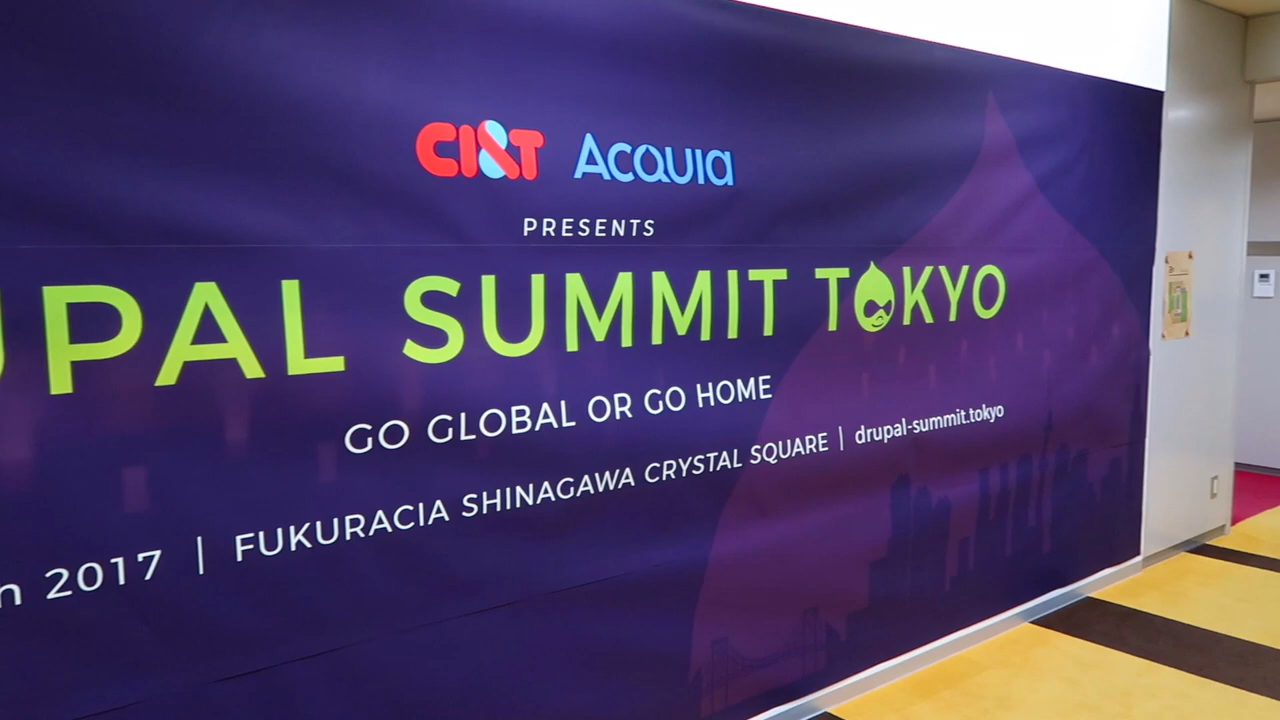 CI&T Acquia
PRESENTS
UPAL SUMMIT TOKYO
GO GLOBAL OR GO HOME
n 2017 | FUKURACIA SHINAGAWA CRYSTAL SQUARE | drupal-summit.tokyo